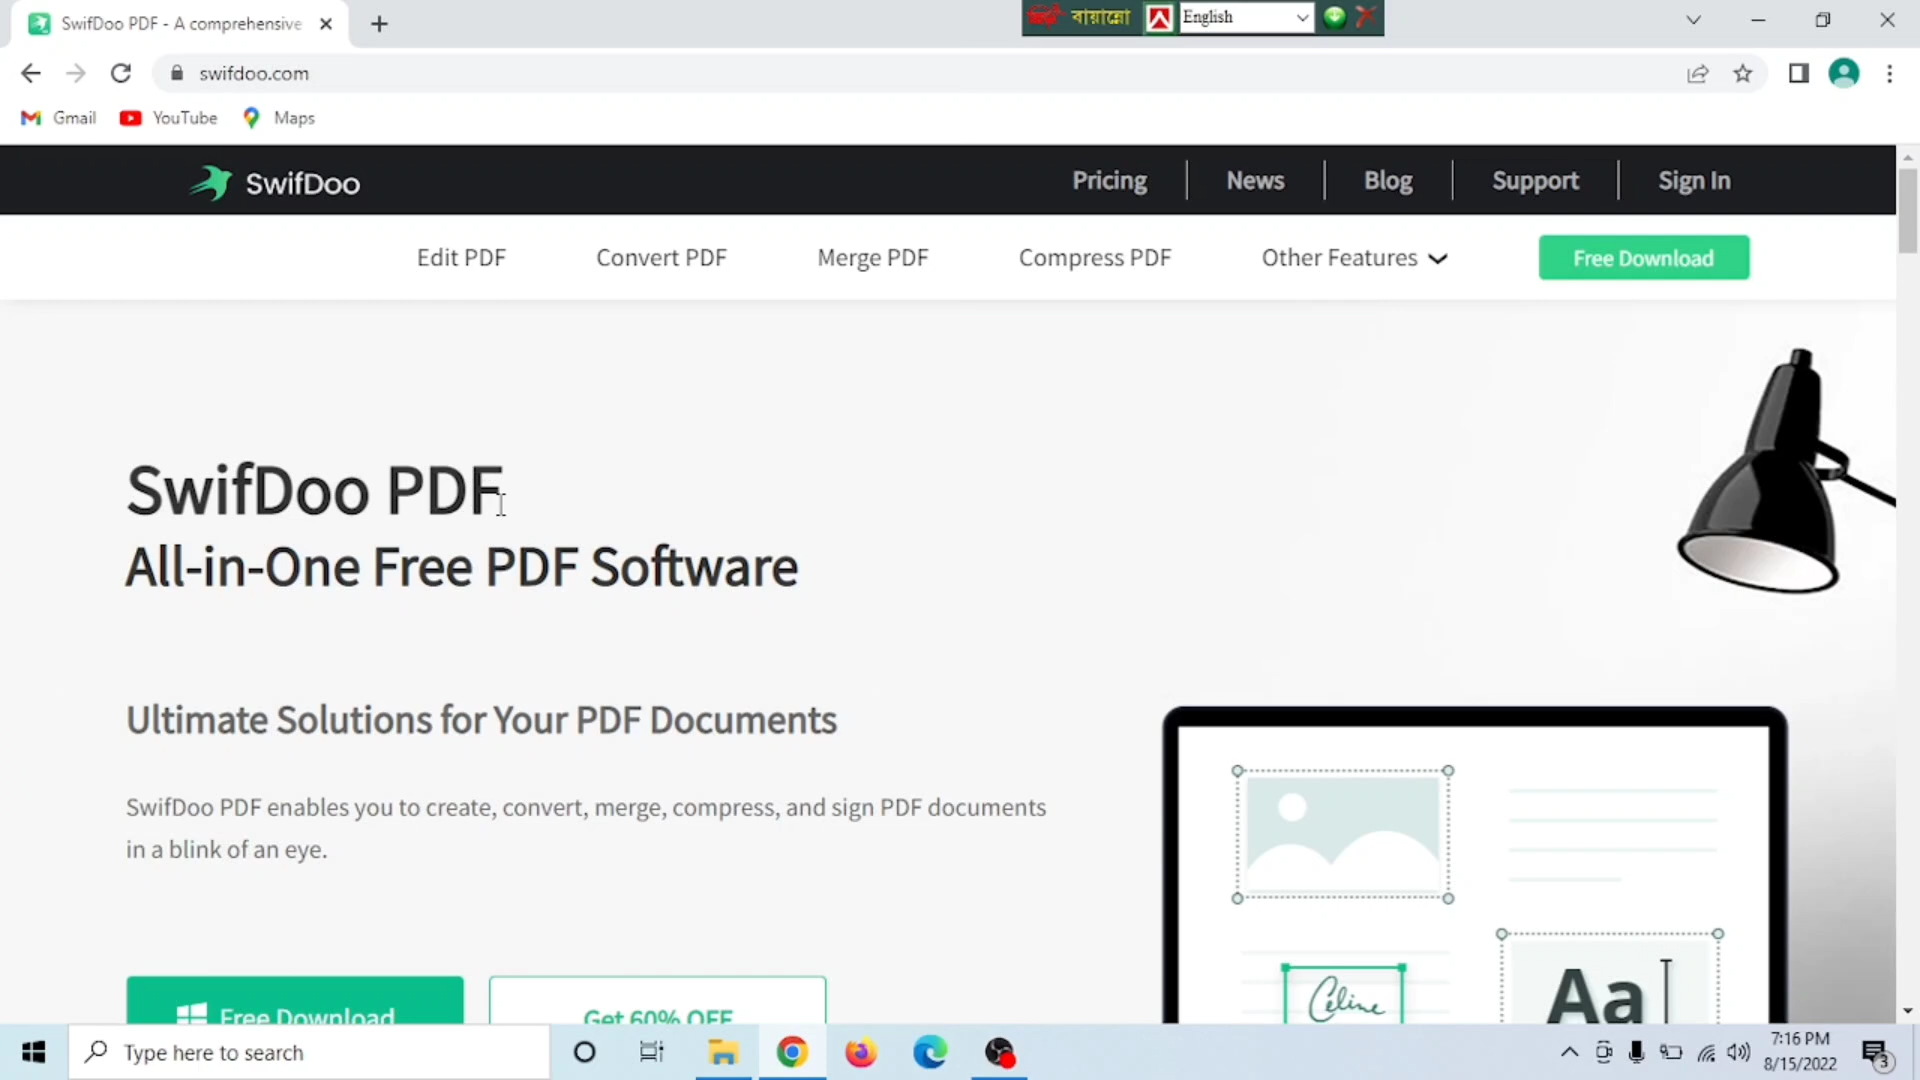 SwifDoo PDF - A comprehensive
বায়ান্নো
English
swifdoo.com
Gmail
YouTube
Maps
SwifDoo
Pricing
News
Blog
Support
Sign In
Edit PDF
Convert PDF
Merge PDF
Compress PDF
Other Features
Free Download
SwifDoo PDF
All-in-One Free PDF Software
Ultimate Solutions for Your PDF Documents
SwifDoo PDF enables you to create, convert, merge, compress, and sign PDF documents
in a blink of an eye.
Free Download
Get 60% OFF
Celine
Aa
Type here to search
7:16 PM
8/15/2022
3